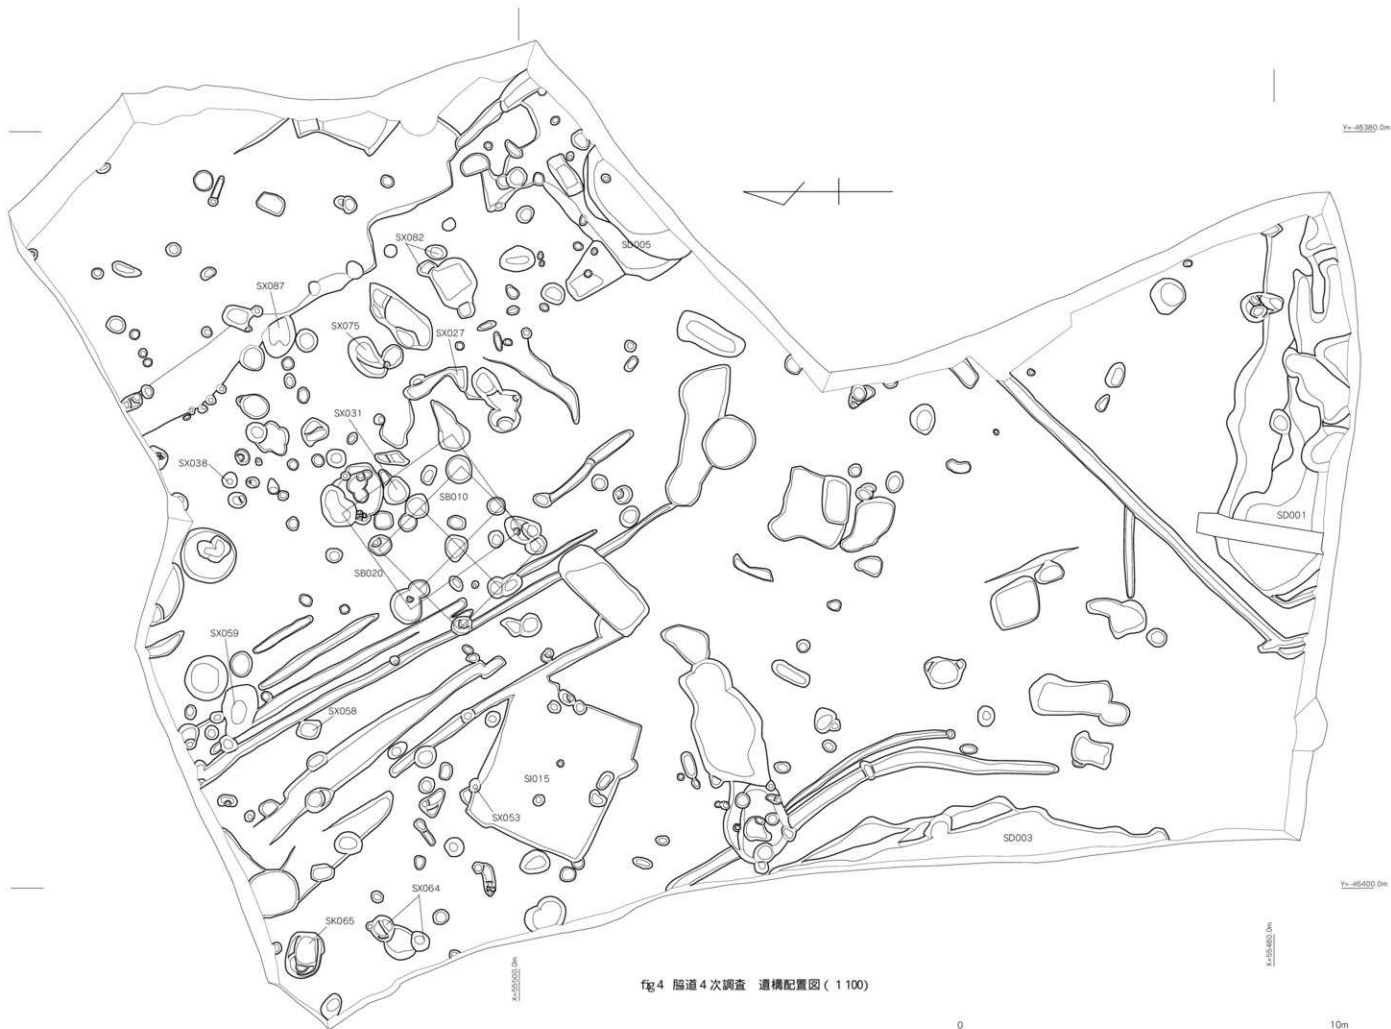 Y=-46380.0m
SX082
SD005
SX087
SX075
SX027
SX031
SX038
SB010
SD001
SB020
SX059
SX058
SI015
SX053
SD003
SX064
Y=-46400.0m
SK065
X=55500.0m
X=55480.0m
fig4 脇道4次調査 遺構配置図(1 100)
0
10m